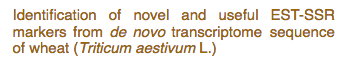 Identification of novel and useful EST-SSR
markers from de novo transcriptome sequence
of wheat (Triticum aestivum L.)